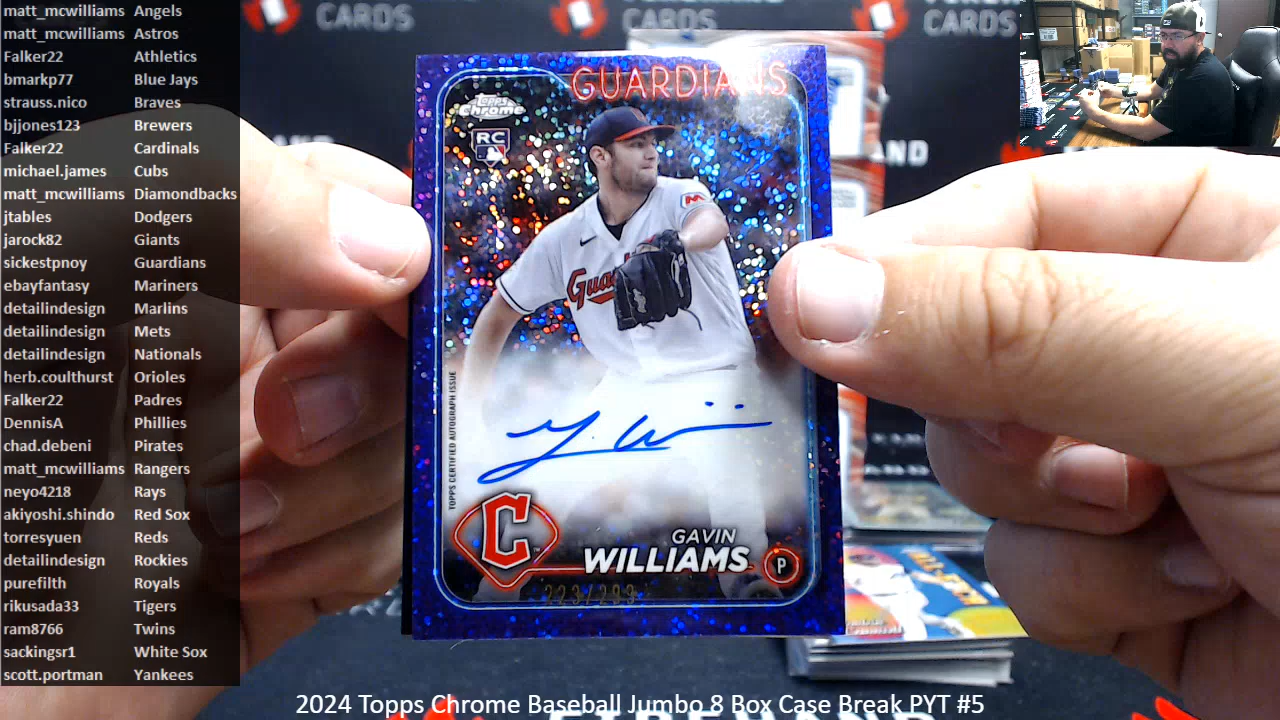 matt_mcwilliams Angels
matt_mcwilliams Astros
Falker22 Athletics
bmarkp77 Blue Jays
strauss.nico Braves
bjjones123 Brewers
Falker22 Cardinals
michael.james Cubs
matt_mcwilliams Diamondbacks
jtables Dodgers
jarock82 Giants
sickestpnoy Guardians
ebayfantasy Mariners
detailindesign Marlins
detailindesign Mets
detailindesign Nationals
herb.coulthurst Orioles
Falker22 Padres
DennisA Phillies
chad.debeni Pirates
matt_mcwilliams Rangers
neyo4218 Rays
akiyoshi.shindo Red Sox
torresyuen Reds
detailindesign Rockies
purefilth Royals
rikusada33 Tigers
ram8766 Twins
sackingsr1 White Sox
scott.portman Yankees
CARDS
CARDS
CARDS
GUARDIANS
Topps
Chrome
RC
TOPPS CERTIFIED AUTOGRAPH ISSUE
C
GAVIN
WILLIAMS
P
223/299
2024 Topps Chrome Baseball Jumbo 8 Box Case Break PYT #5